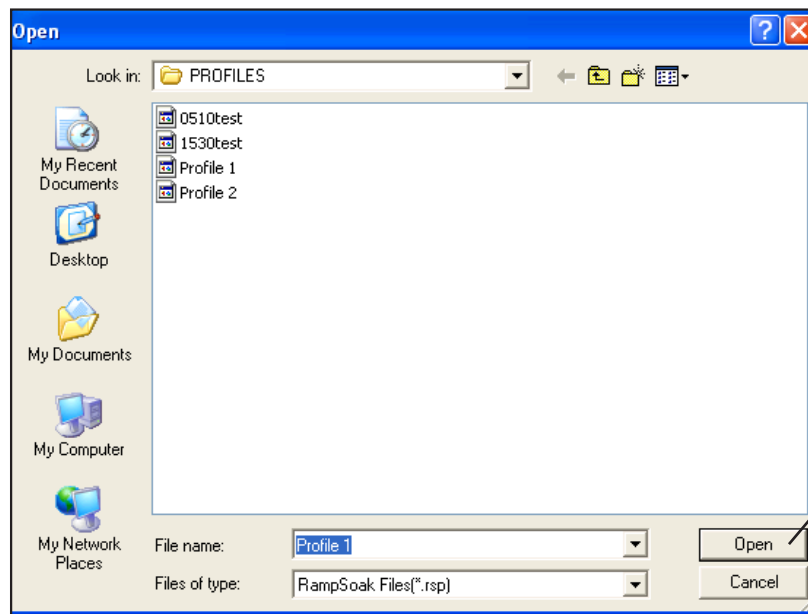 Open
Look in: PROFILES
0510test
1530test
Profile 1
Profile 2
My Recent
Documents
Desktop
My Documents
My Computer
My Network
Places
File name: Profile 1 Open
Files of type: RampSoak Files(*.rsp) Cancel